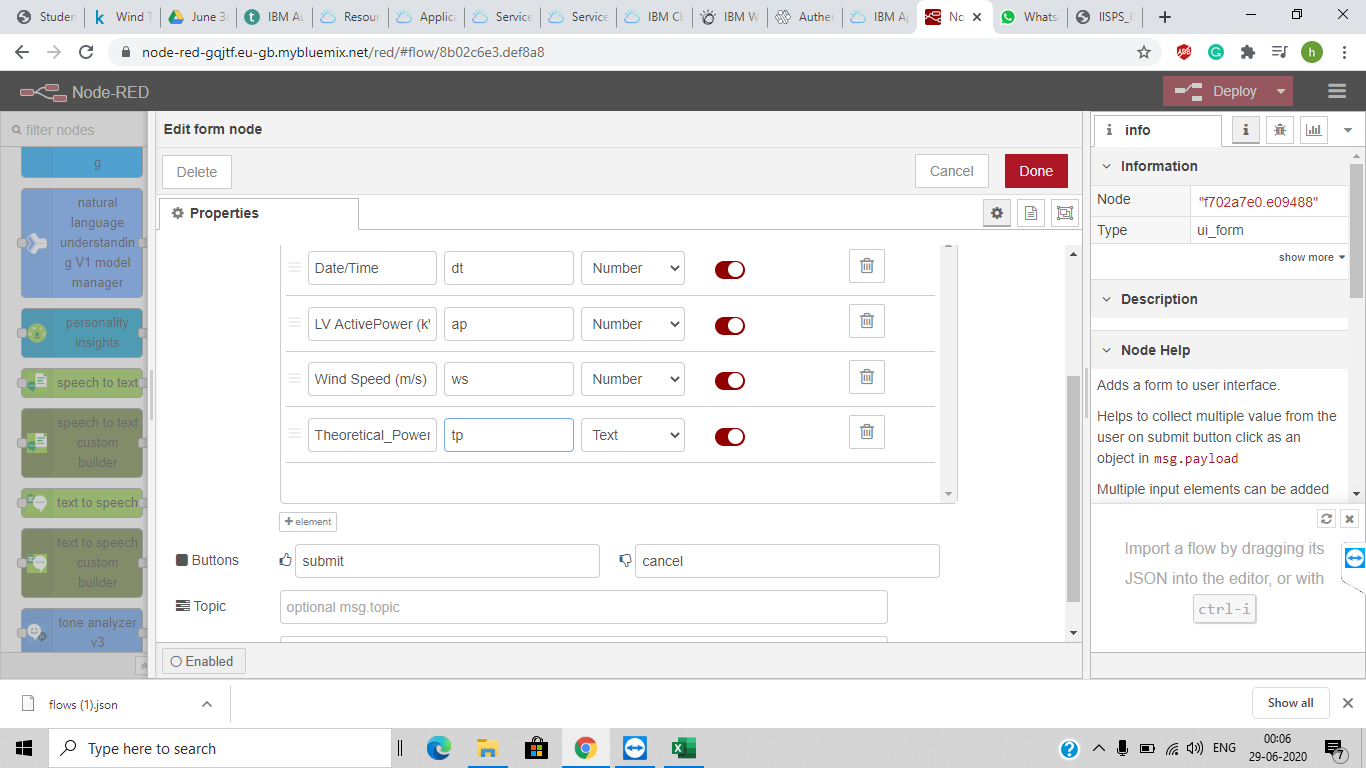 Studen
Wind T
June 3
IBM Au
Resour
Applica
Service
Service
IBM Cl
IBM W
Auther
IBM Ap
No
Whats
IISPS_
node-red-gqjtf.eu-gb.mybluemix.net/red/#flow/8b02c6e3.def8a8
ABP
h
Node-RED
Deploy
filter nodes
g
natural
language
understandin
g V1 model
manager
personality
insights
speech to text
speech to text
custom
builder
text to speech
text to speech
custom
builder
tone analyzer
v3
Edit form node
Delete
Cancel
Done
Properties
Date/Time dt Number
LV ActivePower (kW ap Number
Wind Speed (m/s) ws Number
Theoretical_Power tp Text
+ element
Buttons submit cancel
Topic optional msg.topic
Enabled
info
Information
Node "f702a7e0.e09488"
Type ui_form
show more
Description
Node Help
Adds a form to user interface.
Helps to collect multiple value from the
user on submit button click as an
object in msg.payload
Multiple input elements can be added
Import a flow by dragging its
JSON into the editor, or with
ctrl-i
flows (1).json
Show all
Type here to search
ENG
00:06
29-06-2020
7